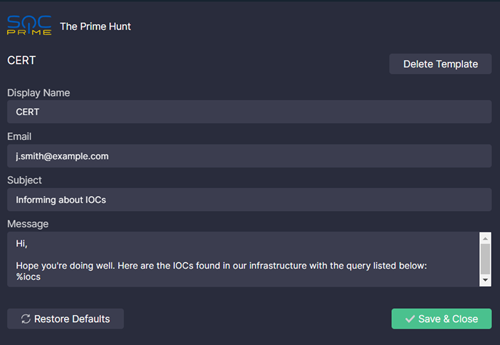 SOC
PRIME
The Prime Hunt
CERT
Delete Template
Display Name
CERT
Email
j.smith@example.com
Subject
Informing about IOCs
Message
Hi,
Hope you're doing well. Here are the IOCs found in our infrastructure with the query listed below:
%iocs
Restore Defaults
Save & Close